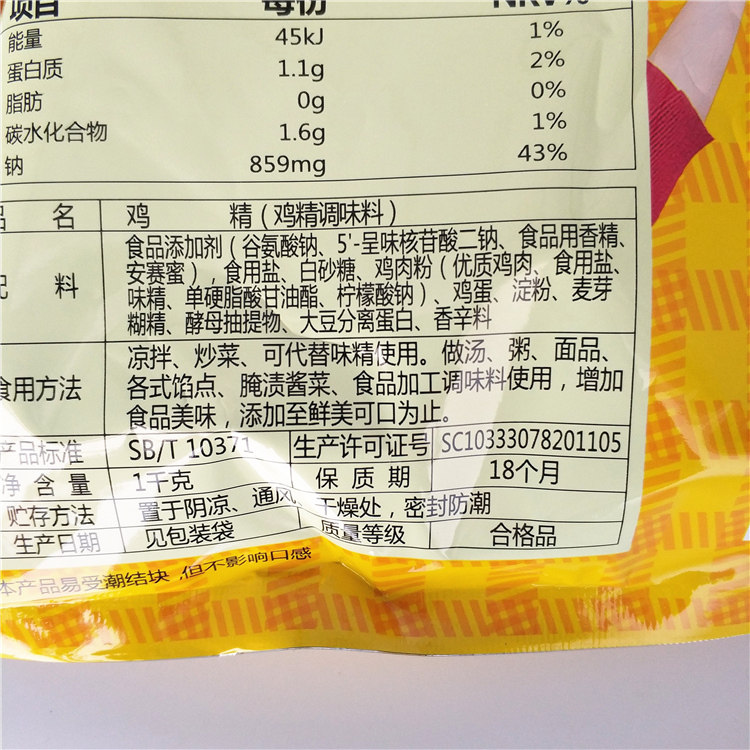 项目 每份 NRV%
能量 45kJ 1%
蛋白质 1.1g 2%
脂肪 0g 0%
碳水化合物 1.6g 1%
钠 859mg 43%
品 名 鸡 精（鸡精调味料）
食品添加剂（谷氨酸钠、5'-呈味核苷酸二钠、食品用香精、
安赛蜜）、食用盐、白砂糖、鸡肉粉（优质鸡肉、食用盐、
配 料 味精、单硬脂酸甘油酯、柠檬酸钠）、鸡蛋、淀粉、麦芽
糊精、酵母抽提物、大豆分离蛋白、香辛料
凉拌、炒菜、可代替味精使用。做汤、粥、面品、
食用方法 各式馅点、腌渍酱菜、食品加工调味料使用，增加
食品美味，添加至鲜美可口为止。
产品标准 SB/T 10371 生产许可证号 SC10333078201105
净 含 量 1千克 保 质 期 18个月
贮存方法 置于阴凉、通风、干燥处，密封防潮
生产日期 见包装袋 质量等级 合格品
本产品易受潮结块，但不影响口感